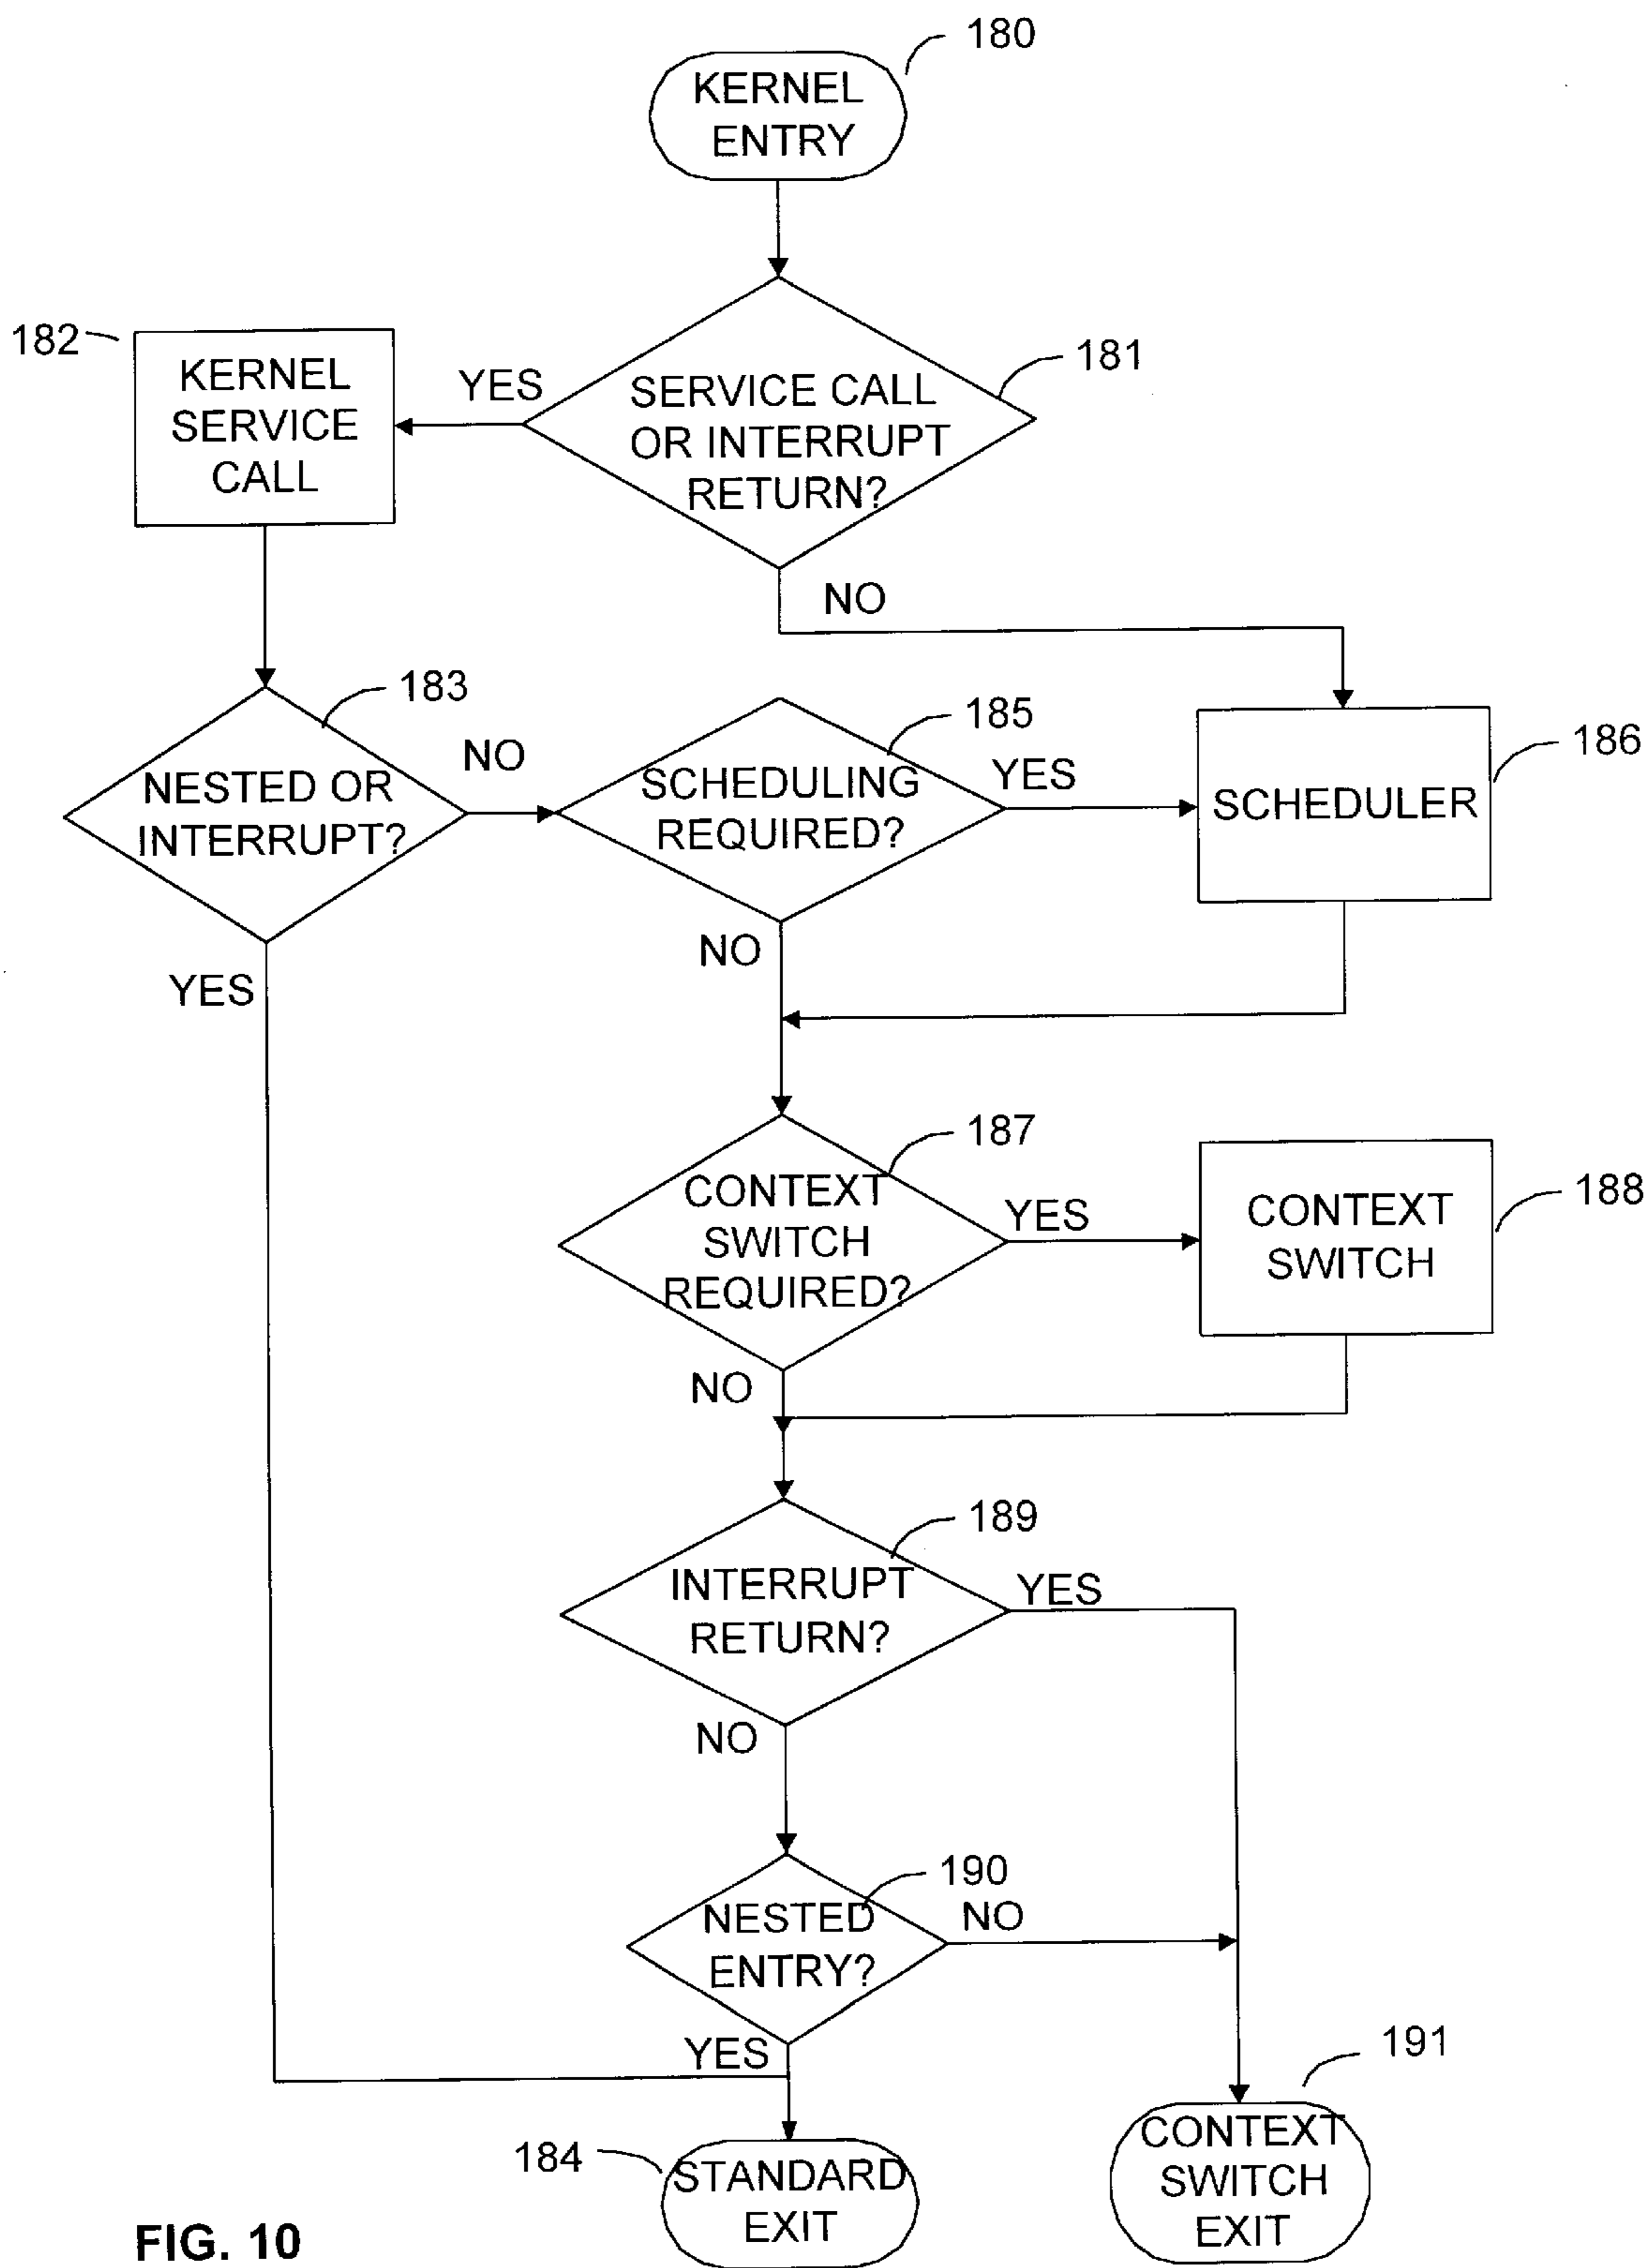 180
KERNEL
ENTRY
181
182
KERNEL
SERVICE
CALL
YES
SERVICE CALL
OR INTERRUPT
RETURN?
NO
183
NESTED OR
INTERRUPT?
NO
185
SCHEDULING
REQUIRED?
YES
186
SCHEDULER
NO
YES
187
CONTEXT
SWITCH
REQUIRED?
YES
188
CONTEXT
SWITCH
NO
189
INTERRUPT
RETURN?
YES
NO
190
NESTED
ENTRY?
NO
YES
191
184
STANDARD
EXIT
CONTEXT
SWITCH
EXIT
FIG. 10